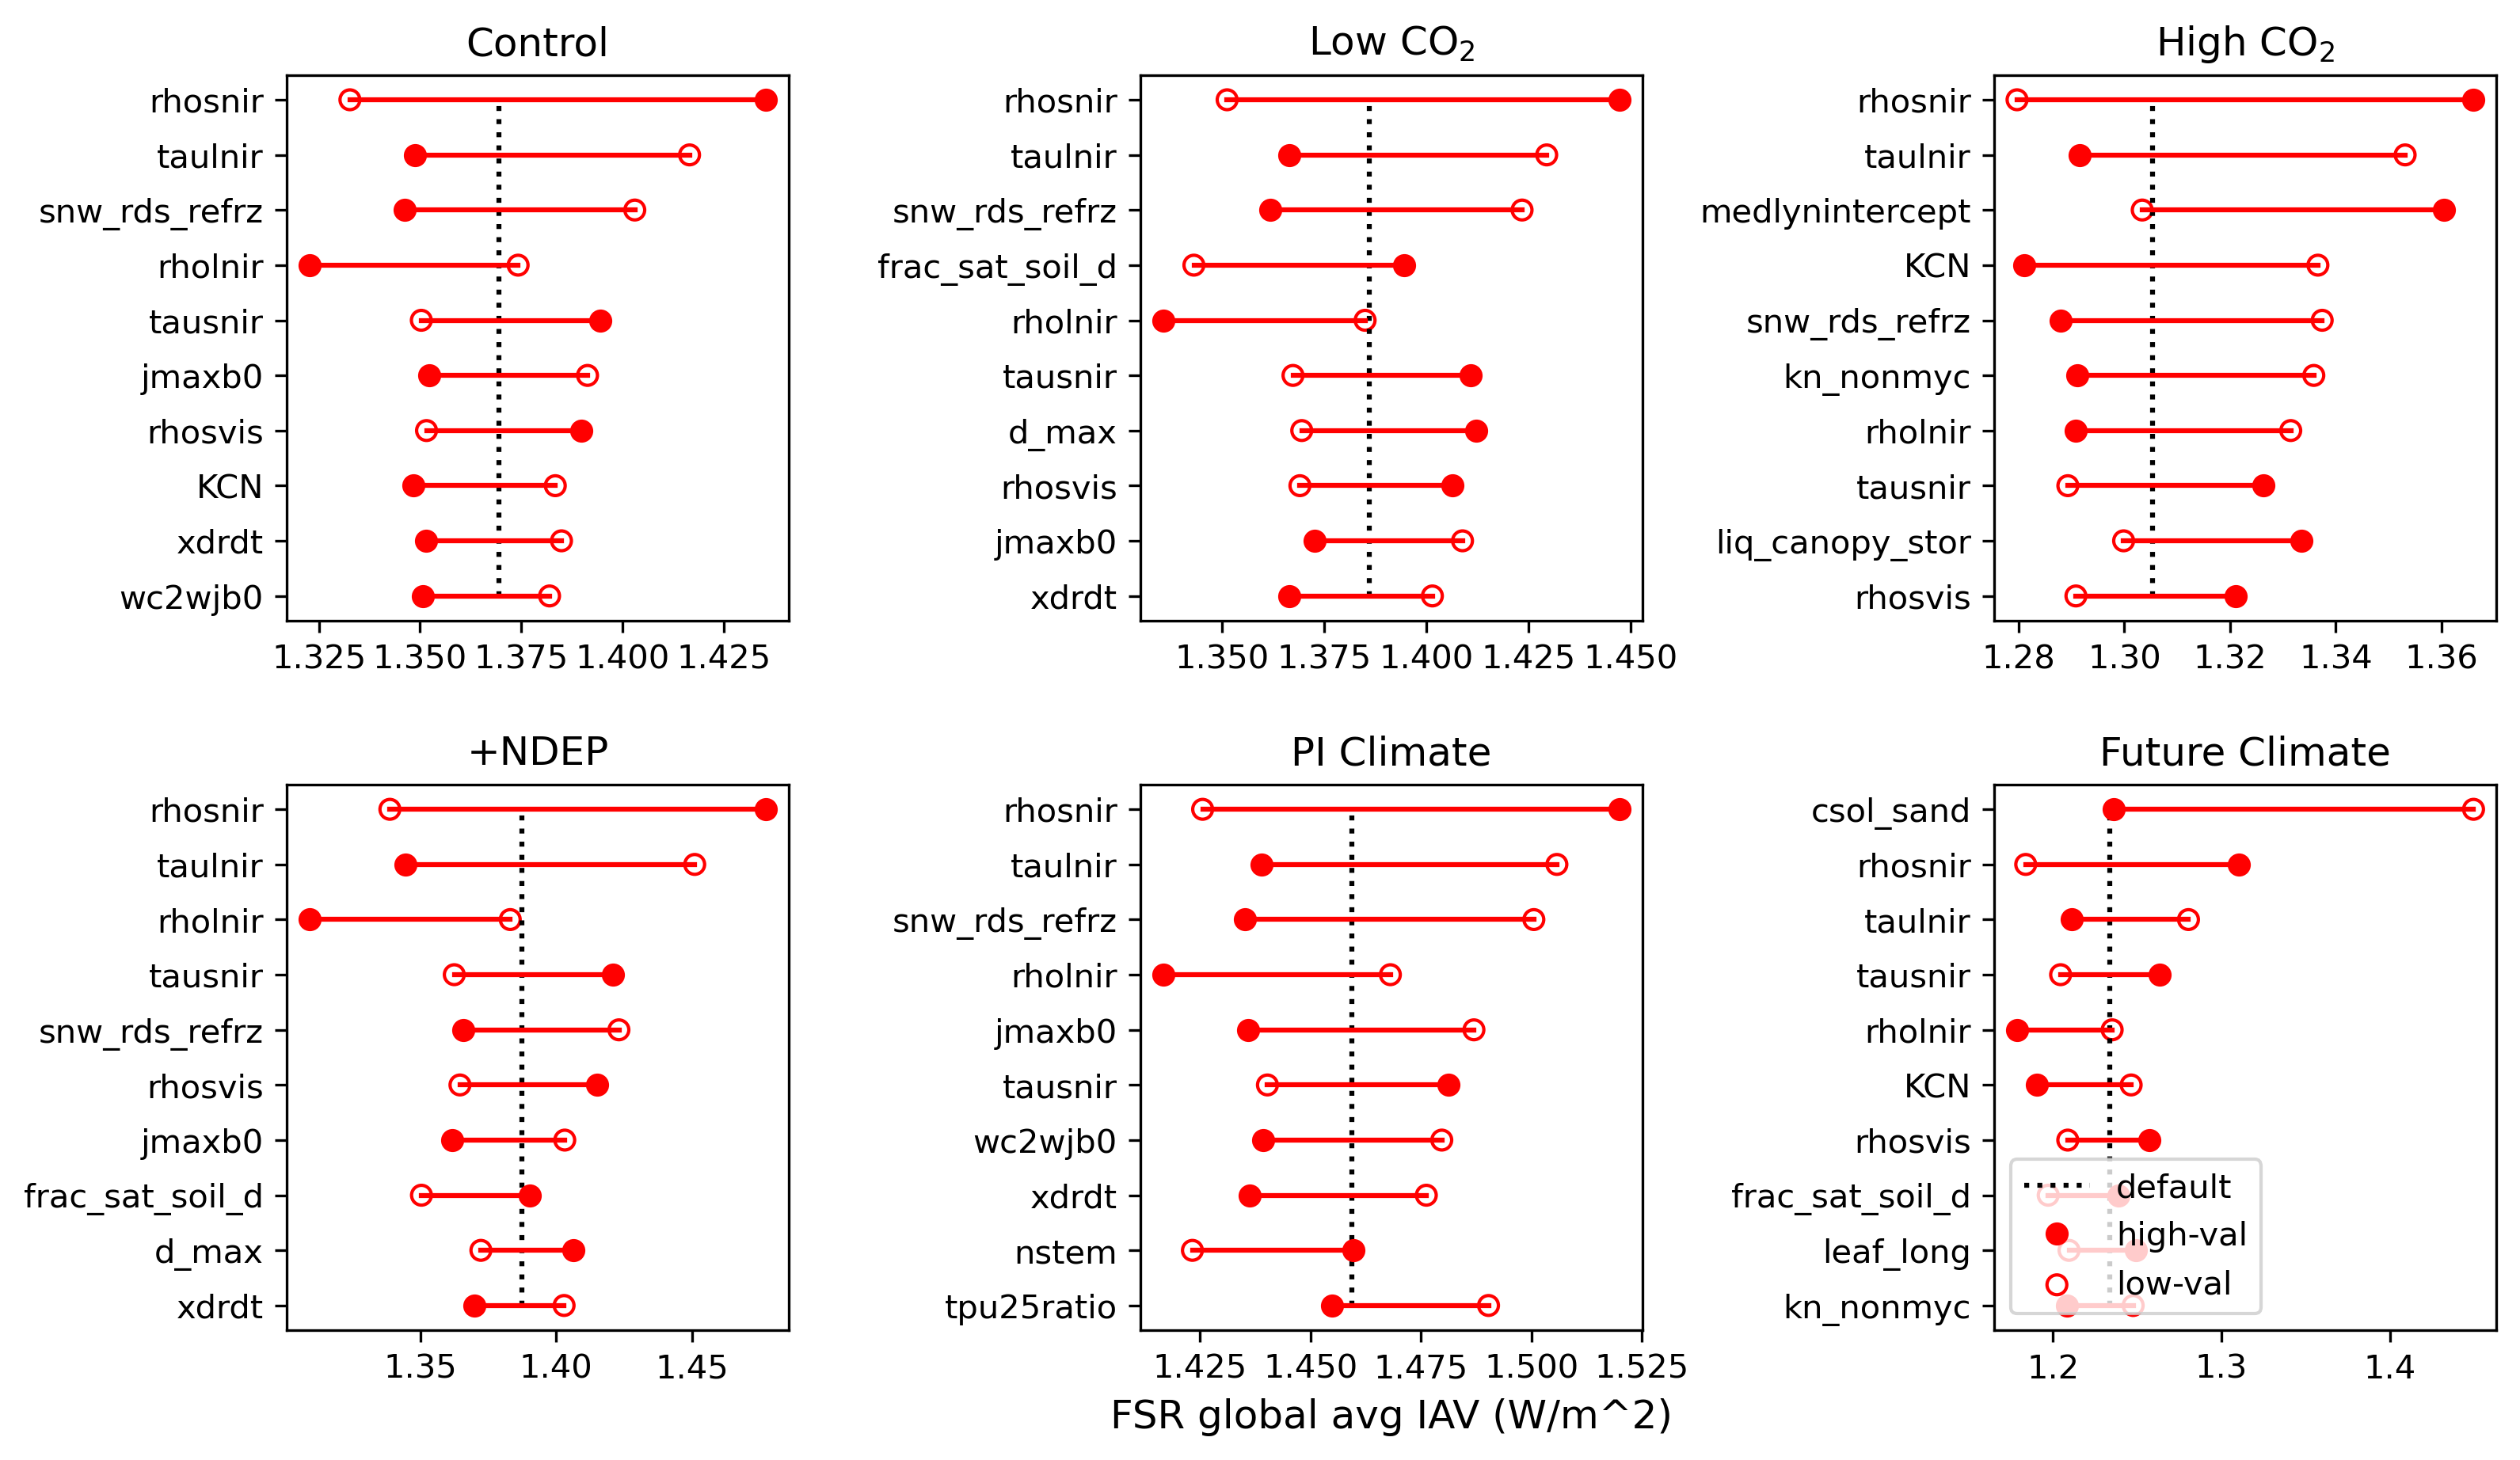 Control
rhosnir
taulnir
snw_rds_refrz
rholnir
tausnir
jmaxb0
rhosvis
KCN
xdrdt
wc2wjb0
1.325 1.350 1.375 1.400 1.425
Low CO2
rhosnir
taulnir
snw_rds_refrz
frac_sat_soil_d
rholnir
tausnir
d_max
rhosvis
jmaxb0
xdrdt
1.350 1.375 1.400 1.425 1.450
High CO2
rhosnir
taulnir
medlynintercept
KCN
snw_rds_refrz
kn_nonmyc
rholnir
tausnir
liq_canopy_stor
rhosvis
1.28 1.30 1.32 1.34 1.36
+NDEP
rhosnir
taulnir
rholnir
tausnir
snw_rds_refrz
rhosvis
jmaxb0
frac_sat_soil_d
d_max
xdrdt
1.35 1.40 1.45
PI Climate
rhosnir
taulnir
snw_rds_refrz
rholnir
jmaxb0
tausnir
wc2wjb0
xdrdt
nstem
tpu25ratio
1.425 1.450 1.475 1.500 1.525
FSR global avg IAV (W/m^2)
Future Climate
csol_sand
rhosnir
taulnir
tausnir
rholnir
KCN
rhosvis
frac_sat_soil_d
leaf_long
kn_nonmyc
default
high-val
low-val
1.2 1.3 1.4